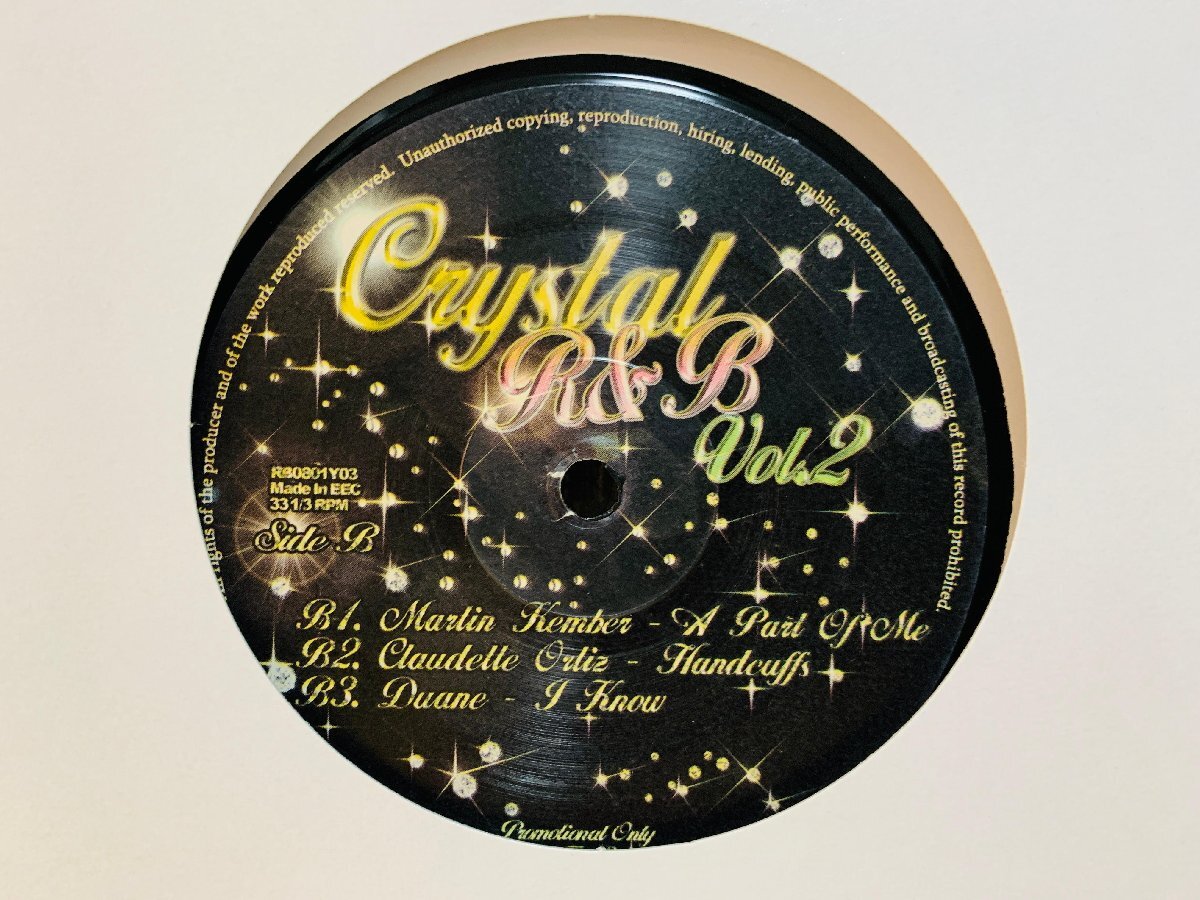 rights of the producer and of the work reproduced reserved. Unauthorized copying, reproduction, hiring, lending, public performance and broadcasting of this record prohibited.
Crystal
R&B
Vol.2
RB0801Y03
Made In EEC
33 1/3 RPM
Side B
B1. Martin Kember - A Part Of Me
B2. Claudette Ortiz - Handcuffs
B3. Duane - I Know
Promotional Only